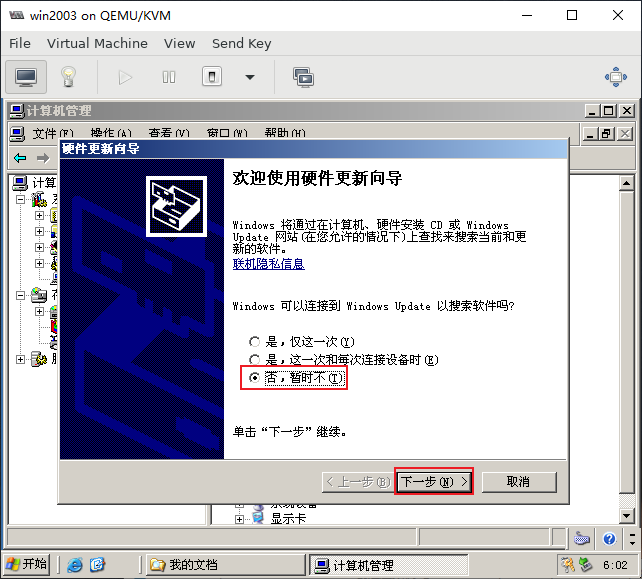 win2003 on QEMU/KVM
File Virtual Machine View Send Key
计算机管理
文件(F) 操作(A) 查看(V) 窗口(W) 帮助(H)
硬件更新向导
计算
欢迎使用硬件更新向导
Windows 将通过在计算机、硬件安装 CD 或 Windows
Update 网站(在您允许的情况下)上查找来搜索当前和更
新的软件。
联机隐私信息
Windows 可以连接到 Windows Update 以搜索软件吗?
是，仅这一次(Y)
是，这一次和每次连接设备时(E)
否，暂时不(T)
单击“下一步”继续。
< 上一步(B) 下一步(N) > 取消
系统设备
显示卡
开始 我的文档 计算机管理 6:02